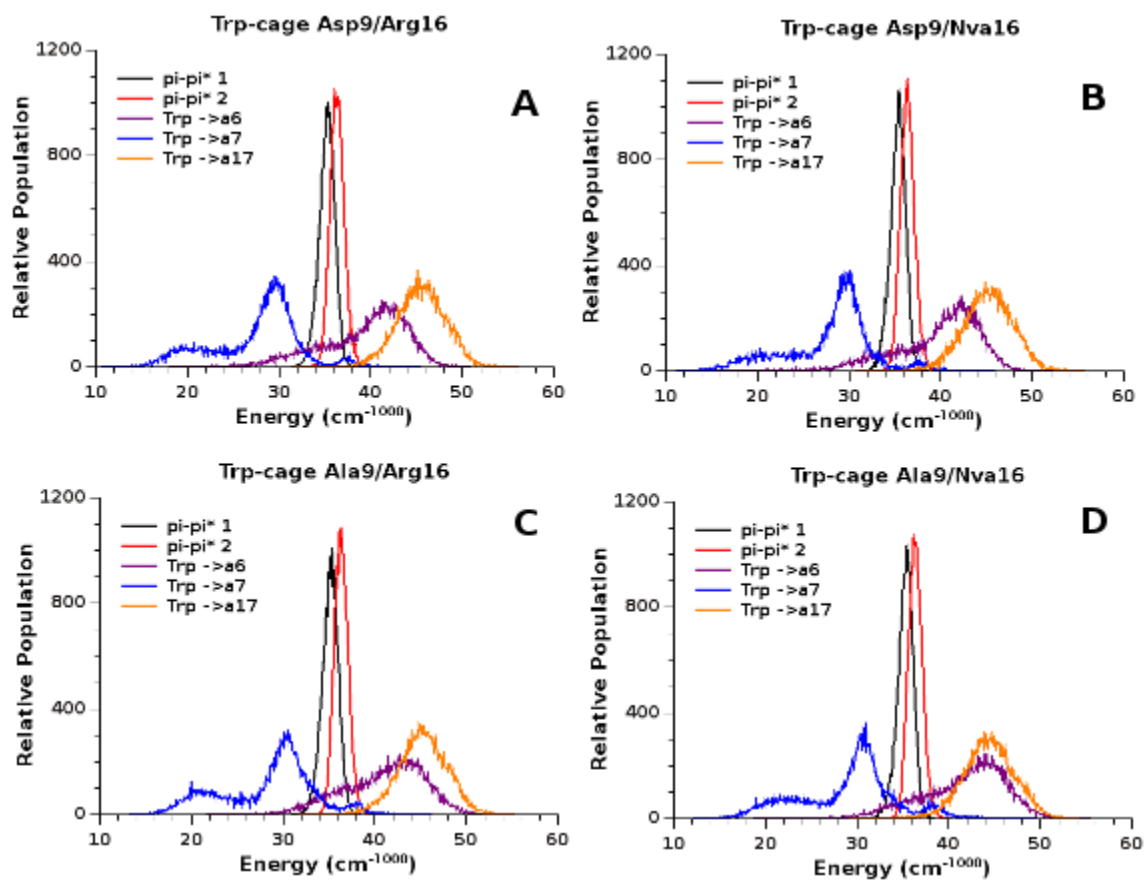 Trp-cage Asp9/Arg16
1200
pi-pi* 1
pi-pi* 2
Trp ->a6
Trp ->a7
Trp ->a17
A
800
400
0
Relative Population
10 20 30 40 50 60
Energy (cm-1000)
Trp-cage Asp9/Nva16
1200
pi-pi* 1
pi-pi* 2
Trp ->a6
Trp ->a7
Trp ->a17
B
800
400
0
Relative Population
10 20 30 40 50 60
Energy (cm-1000)
Trp-cage Ala9/Arg16
1200
pi-pi* 1
pi-pi* 2
Trp ->a6
Trp ->a7
Trp ->a17
C
800
400
0
Relative Population
10 20 30 40 50 60
Energy (cm-1000)
Trp-cage Ala9/Nva16
1200
pi-pi* 1
pi-pi* 2
Trp ->a6
Trp ->a7
Trp ->a17
D
800
400
0
Relative Population
10 20 30 40 50 60
Energy (cm-1000)